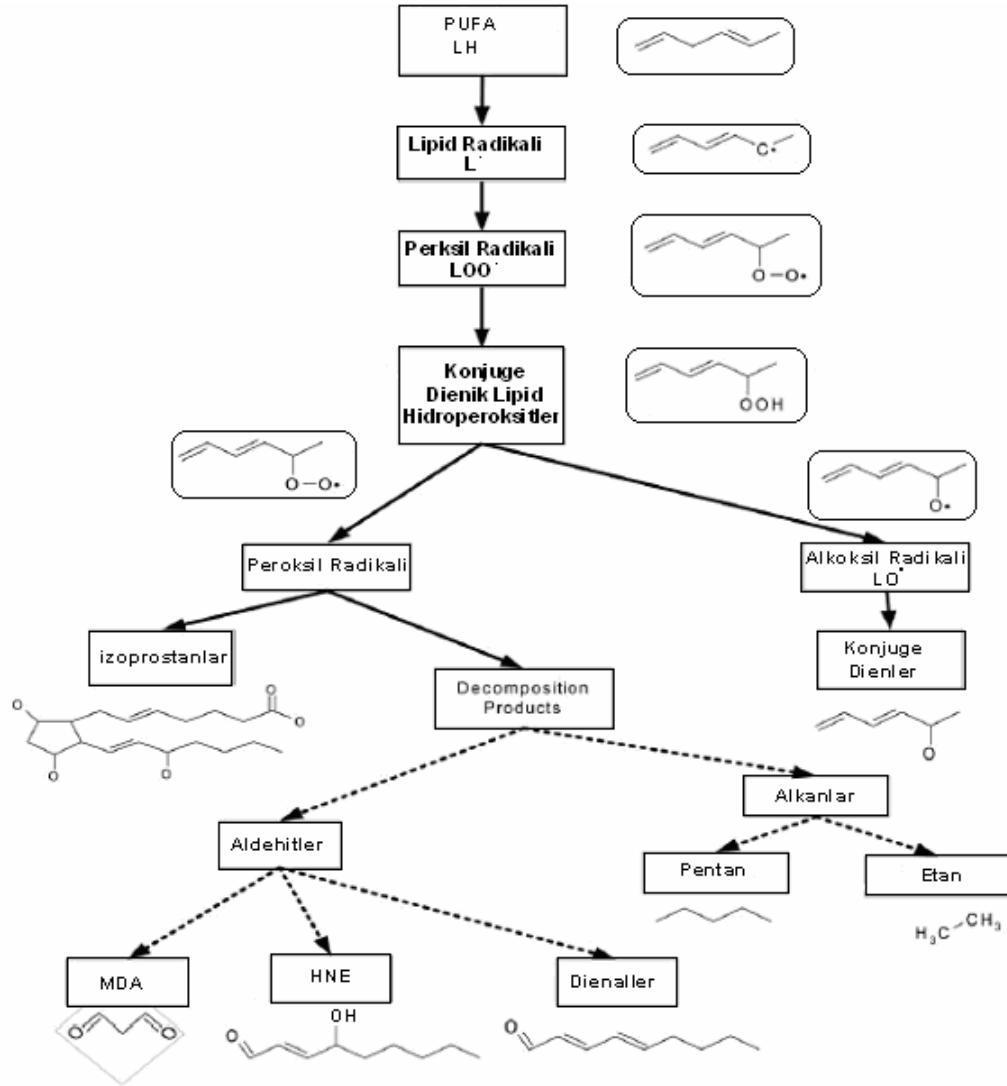 PUFA
LH
Lipid Radikali
L·
C•
Perksil Radikali
LOO·
O–O•
Konjuge
Dienik Lipid
Hidroperoksitler
OOH
O–O•
O•
Peroksil Radikali
Alkoksil Radikali
LO•
izoprostanlar
Konjuge
Dienler
Decomposition
Products
O
O
O
O
O
O
Alkanlar
Aldehitler
Pentan
Etan
H₃C–CH₃
MDA
HNE
Dienaller
O O
OH
O
O